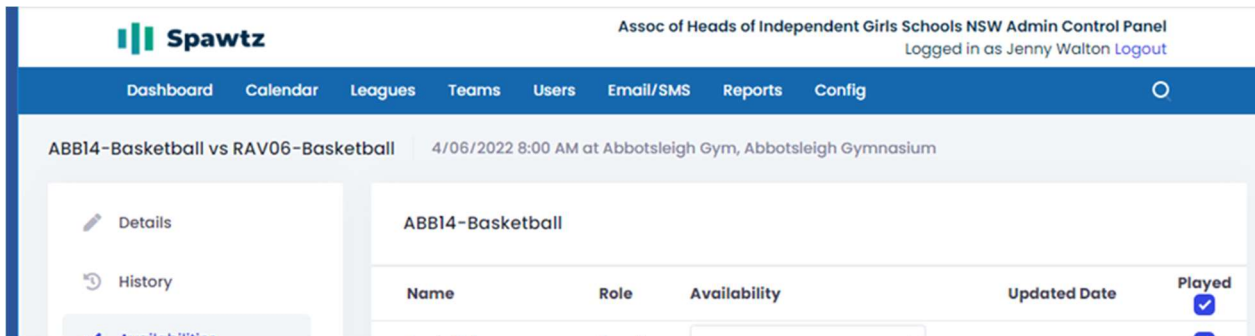 Spawtz
Assoc of Heads of Independent Girls Schools NSW Admin Control Panel
Logged in as Jenny Walton Logout
Dashboard Calendar Leagues Teams Users Email/SMS Reports Config
ABB14-Basketball vs RAV06-Basketball 4/06/2022 8:00 AM at Abbotsleigh Gym, Abbotsleigh Gymnasium
Details
ABB14-Basketball
History
Name Role Availability Updated Date Played